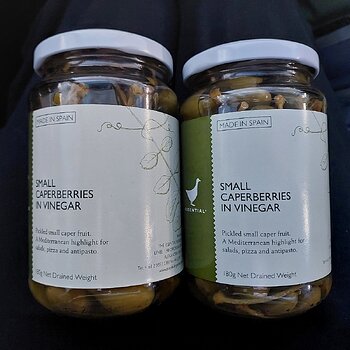 MADE IN SPAIN
SMALL
CAPERBERRIES
IN VINEGAR
Pickled small caper fruit.
A Mediterranean highlight for
salads, pizza and antipasto.
180g Net Drained Weight
MADE IN SPAIN
ESSENTIAL
SMALL
CAPERBERRIES
IN VINEGAR
Pickled small caper fruit.
A Mediterranean highlight for
salads, pizza and antipasto.
180g Net Drained Weight